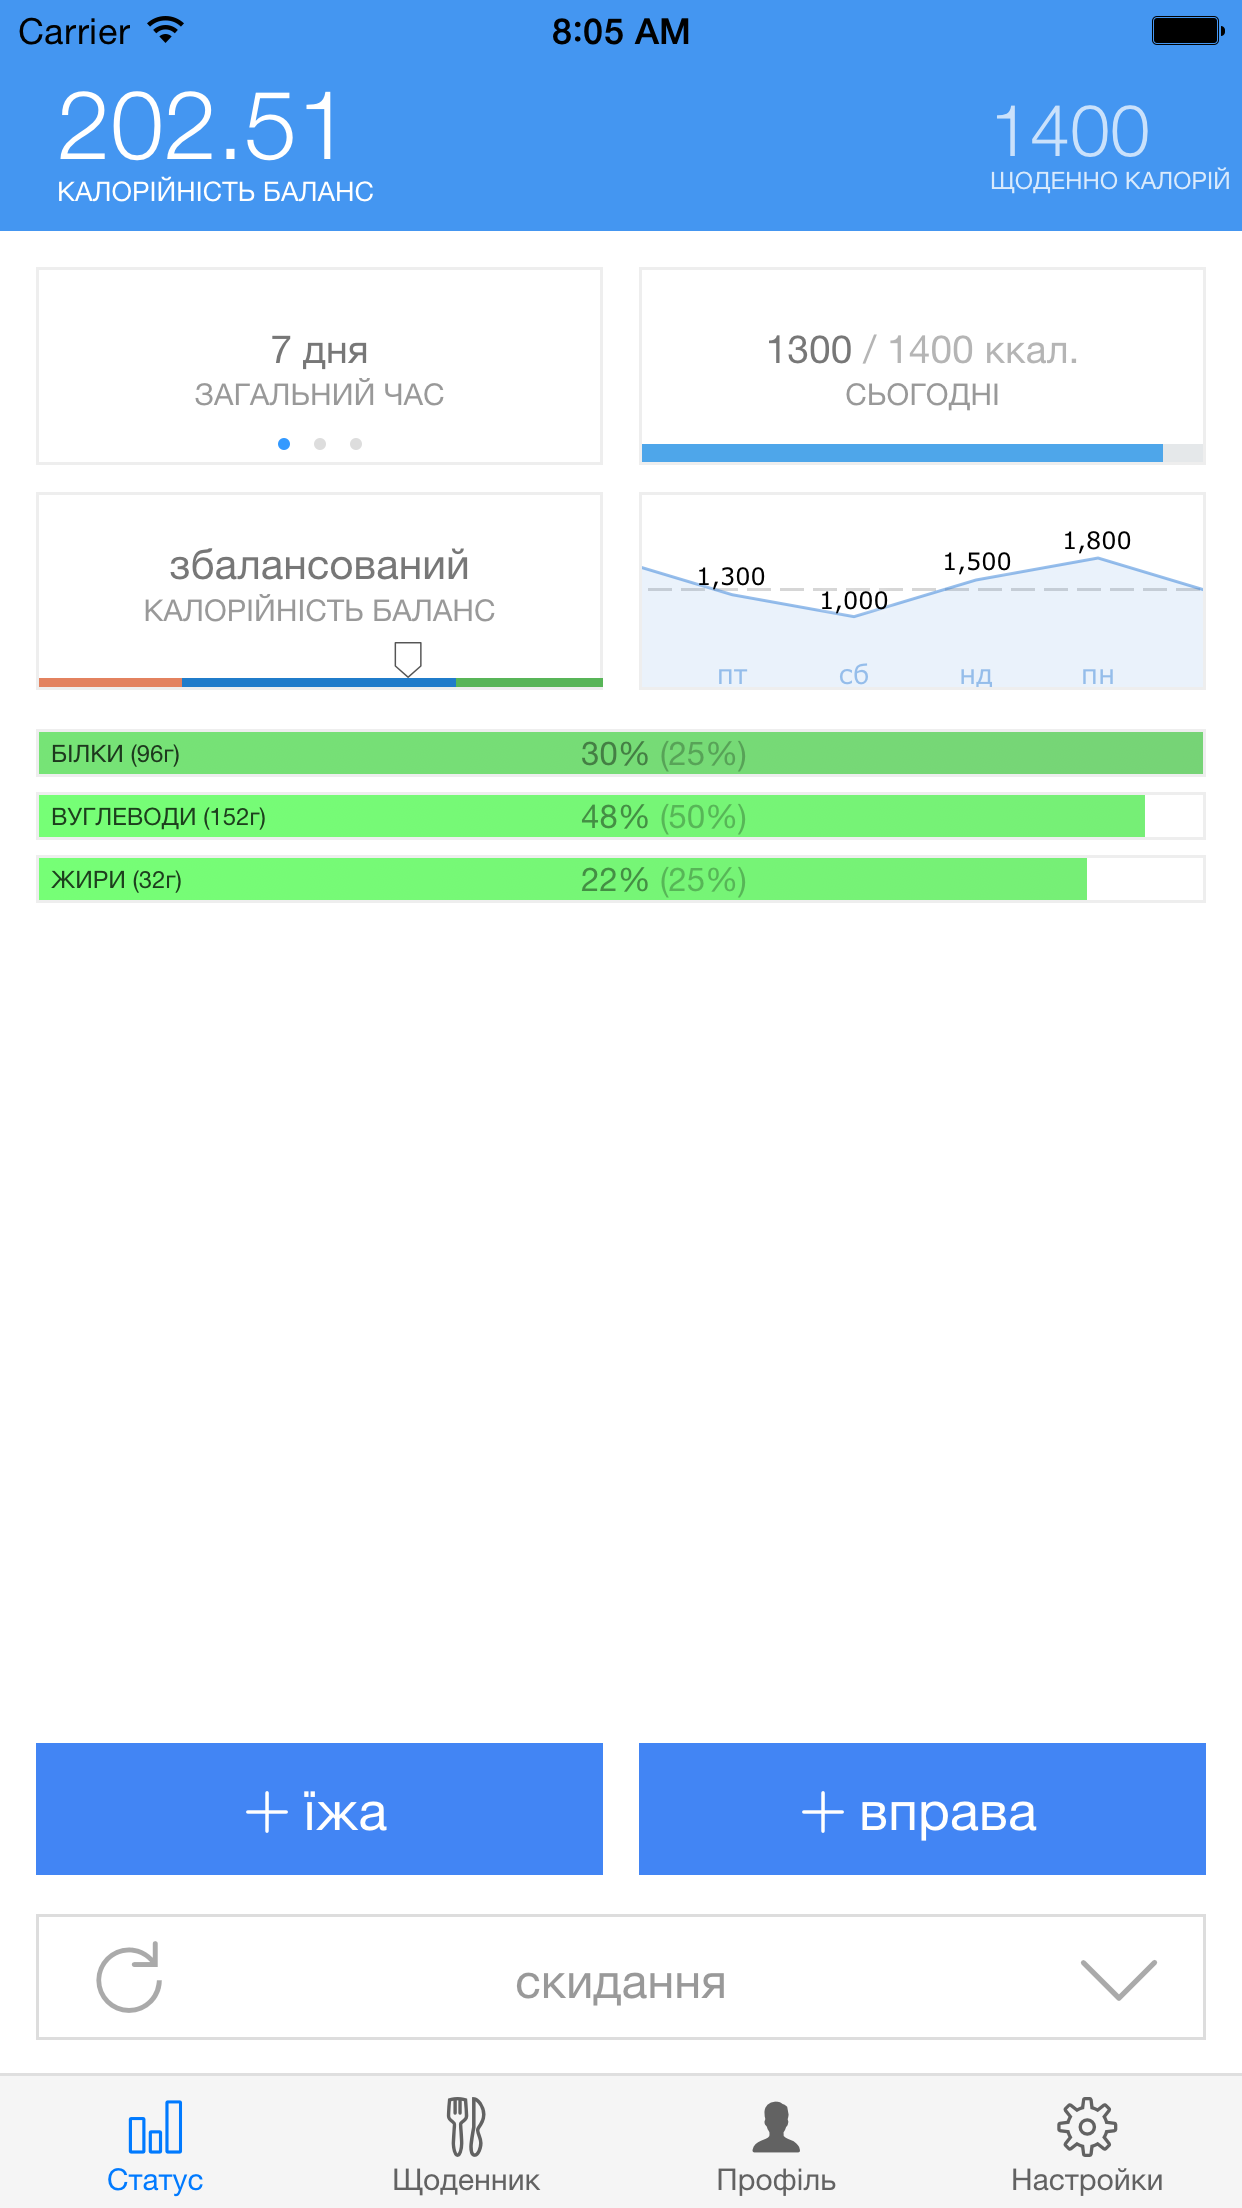 Carrier
8:05 AM
202.51
КАЛОРІЙНІСТЬ БАЛАНС
1400
ЩОДЕННО КАЛОРІЙ
7 дня
ЗАГАЛЬНИЙ ЧАС
1300 / 1400 ккал.
СЬОГОДНІ
збалансований
КАЛОРІЙНІСТЬ БАЛАНС
1,300
1,000
1,500
1,800
пт
сб
нд
пн
БІЛКИ (96г) 30% (25%)
ВУГЛЕВОДИ (152г) 48% (50%)
ЖИРИ (32г) 22% (25%)
+ їжа
+ вправа
скидання
Статус
Щоденник
Профіль
Настройки